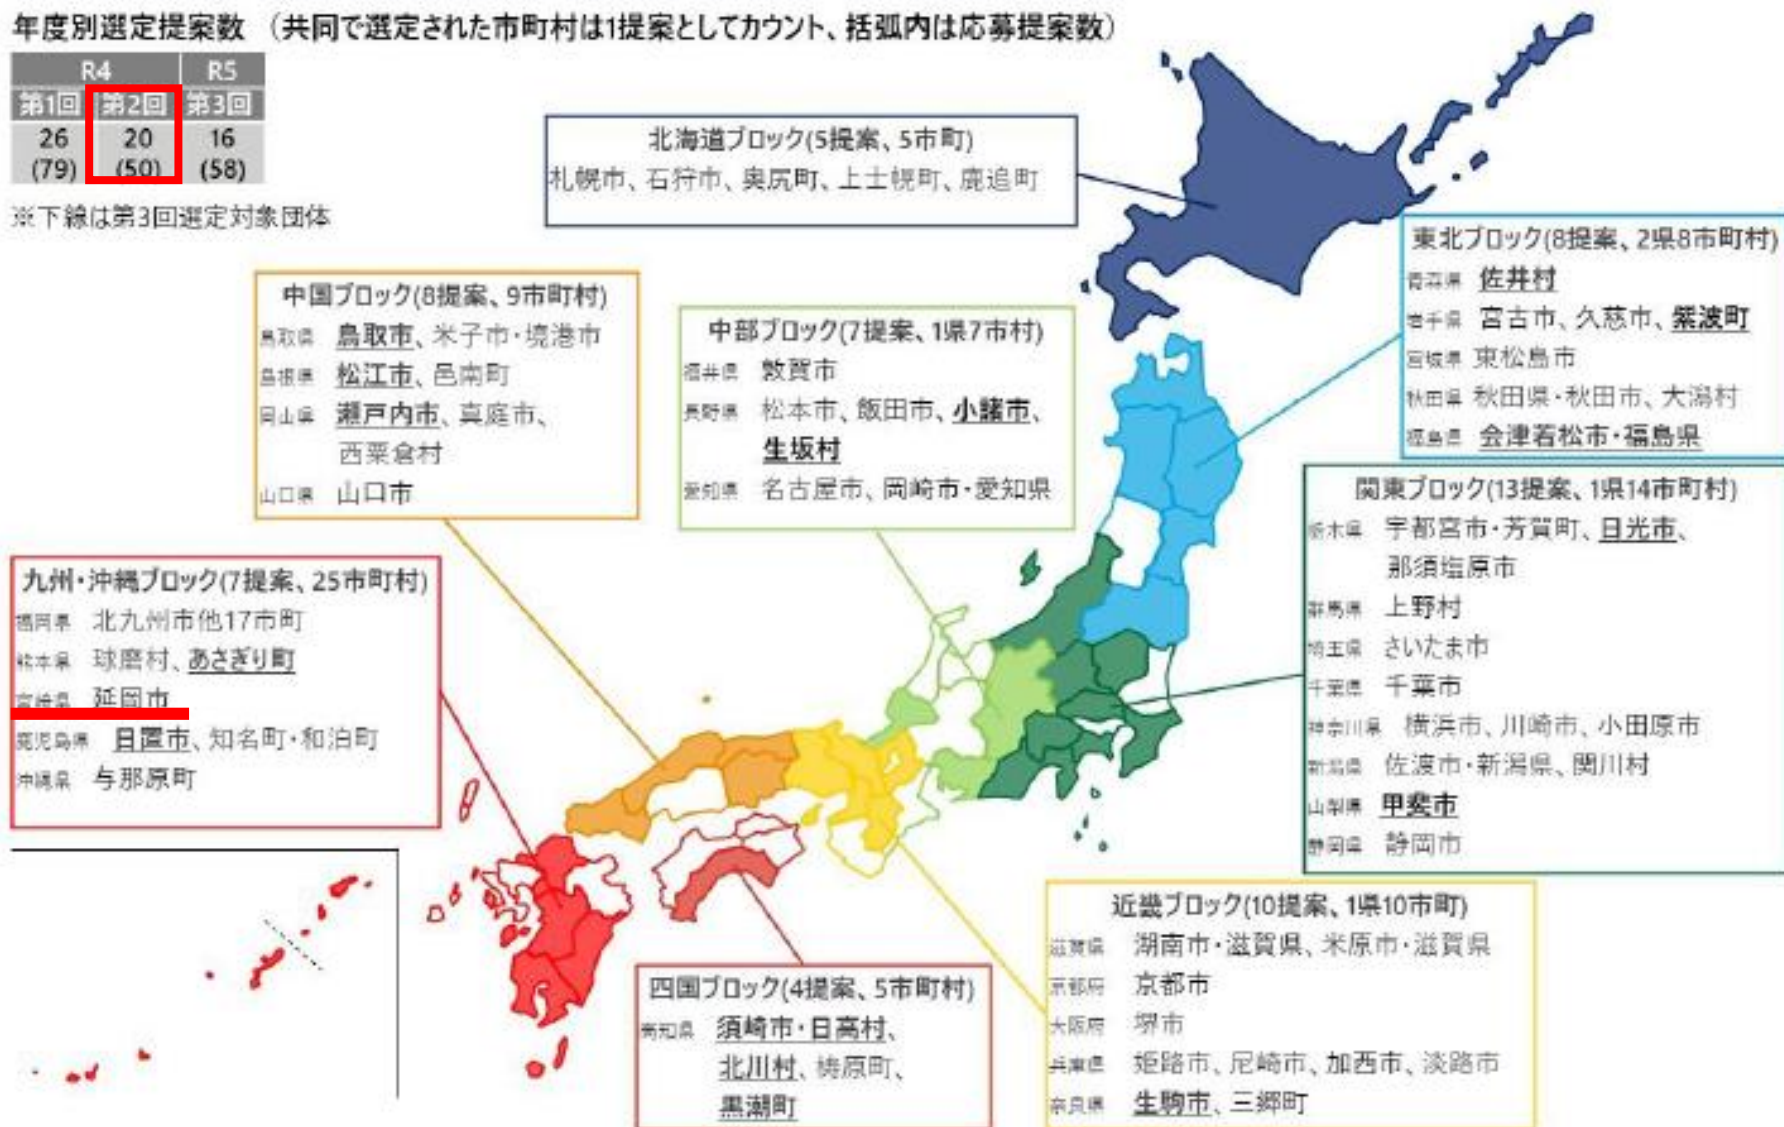 年度別選定提案数 （共同で選定された市町村は1提案としてカウント、括弧内は応募提案数）
R4 R5
第1回 第2回 第3回
26 20 16
(79) (50) (58)
※下線は第3回選定対象団体
北海道ブロック(5提案、5市町)
札幌市、石狩市、奥尻町、上士幌町、鹿追町
東北ブロック(8提案、2県8市町村)
青森県 佐井村
岩手県 宮古市、久慈市、紫波町
宮城県 東松島市
秋田県 秋田県・秋田市、大潟村
福島県 会津若松市・福島県
中国ブロック(8提案、9市町村)
鳥取県 鳥取市、米子市・境港市
島根県 松江市、邑南町
岡山県 瀬戸内市、真庭市、
西粟倉村
山口県 山口市
中部ブロック(7提案、1県7市村)
福井県 敦賀市
長野県 松本市、飯田市、小諸市、
生坂村
愛知県 名古屋市、岡崎市・愛知県
関東ブロック(13提案、1県14市町村)
栃木県 宇都宮市・芳賀町、日光市、
那須塩原市
群馬県 上野村
埼玉県 さいたま市
千葉県 千葉市
神奈川県 横浜市、川崎市、小田原市
新潟県 佐渡市・新潟県、関川村
山梨県 甲斐市
静岡県 静岡市
九州・沖縄ブロック(7提案、25市町村)
福岡県 北九州市他17市町
熊本県 球磨村、あさぎり町
宮崎県 延岡市
鹿児島県 日置市、知名町・和泊町
沖縄県 与那原町
四国ブロック(4提案、5市町村)
高知県 須崎市・日高村、
北川村、梼原町、
黒潮町
近畿ブロック(10提案、1県10市町)
滋賀県 湖南市・滋賀県、米原市・滋賀県
京都府 京都市
大阪府 堺市
兵庫県 姫路市、尼崎市、加西市、淡路市
奈良県 生駒市、三郷町